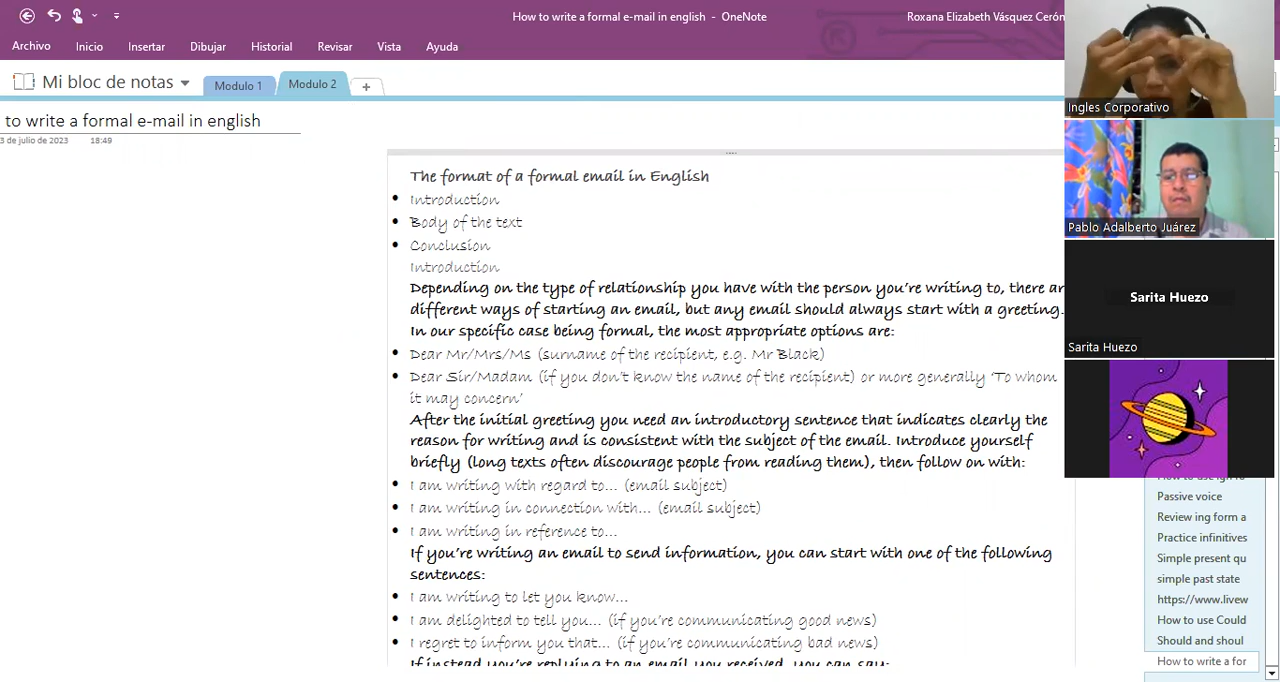 How to write a formal e-mail in english - OneNote
Roxana Elizabeth Vásquez Cerón
Archivo Inicio Insertar Dibujar Historial Revisar Vista Ayuda
Mi bloc de notas Modulo 1 Modulo 2 +
to write a formal e-mail in english
3 de julio de 2023 18:49
The format of a formal email in English
• Introduction
• Body of the text
• Conclusion
Introduction
Depending on the type of relationship you have with the person you're writing to, there ar
different ways of starting an email, but any email should always start with a greeting.
In our specific case being formal, the most appropriate options are:
• Dear Mr/Mrs/Ms (surname of the recipient, e.g. Mr Black)
• Dear Sir/Madam (if you don't know the name of the recipient) or more generally 'To whom
it may concern'
After the initial greeting you need an introductory sentence that indicates clearly the
reason for writing and is consistent with the subject of the email. Introduce yourself
briefly (long texts often discourage people from reading them), then follow on with:
• I am writing with regard to... (email subject)
• I am writing in connection with... (email subject)
• I am writing in reference to...
If you're writing an email to send information, you can start with one of the following
sentences:
• I am writing to let you know...
• I am delighted to tell you... (if you're communicating good news)
• I regret to inform you that... (if you're communicating bad news)
If instead you're replying to an email you received, you can say:
Ingles Corporativo
Pablo Adalberto Juárez
Sarita Huezo
Sarita Huezo
Passive voice
Review ing form a
Practice infinitives
Simple present qu
simple past state
https://www.livew
How to use Could
Should and shoul
How to write a for